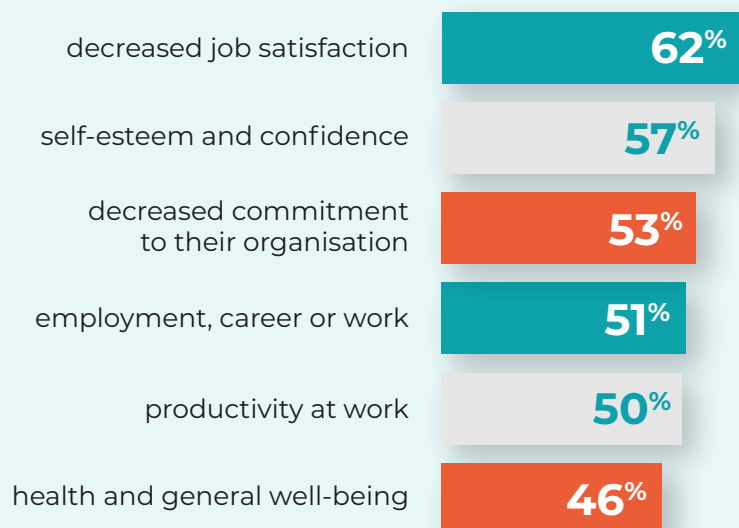 decreased job satisfaction 62%
self-esteem and confidence 57%
decreased commitment
to their organisation 53%
employment, career or work 51%
productivity at work 50%
health and general well-being 46%